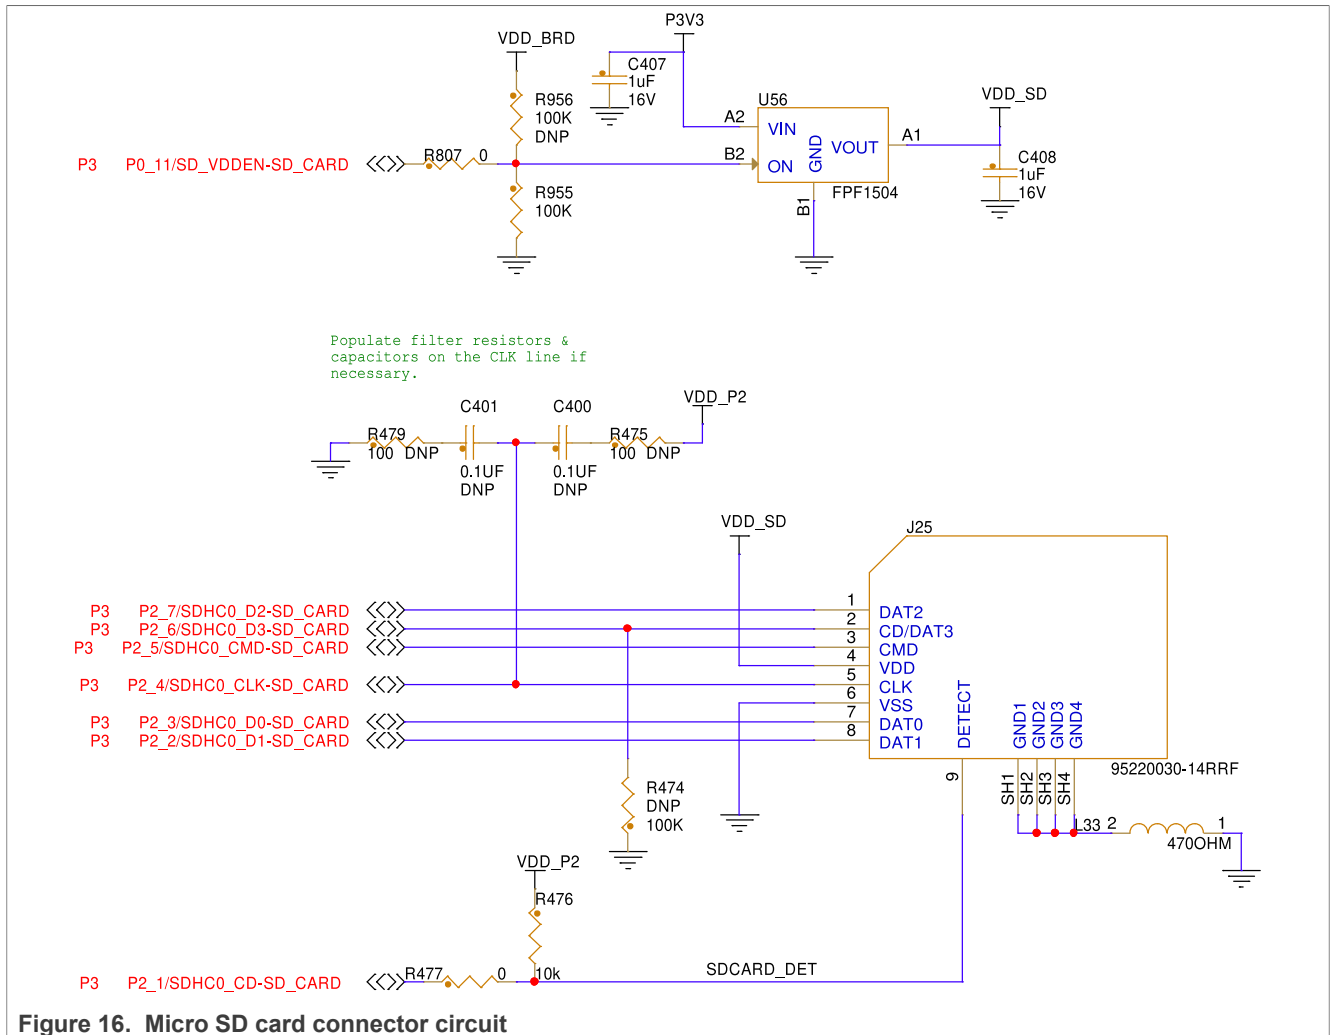 P3V3
VDD_BRD
C407
1uF
16V
R956
100K
DNP
U56
VDD_SD
A2
VIN
GND
VOUT
A1
P3 P0_11/SD_VDDEN-SD_CARD
R807 0
B2
ON
C408
1uF
16V
R955
100K
B1
FPF1504
Populate filter resistors &
capacitors on the CLK line if
necessary.
VDD_P2
C401
C400
R479
100 DNP
R475
100 DNP
0.1UF
DNP
0.1UF
DNP
VDD_SD
J25
P3 P2_7/SDHC0_D2-SD_CARD
1 DAT2
P3 P2_6/SDHC0_D3-SD_CARD
2 CD/DAT3
P3 P2_5/SDHC0_CMD-SD_CARD
3 CMD
4 VDD
P3 P2_4/SDHC0_CLK-SD_CARD
5 CLK
6 VSS
P3 P2_3/SDHC0_D0-SD_CARD
7 DAT0
P3 P2_2/SDHC0_D1-SD_CARD
8 DAT1
DETECT
GND1
GND2
GND3
GND4
95220030-14RRF
9
SH1
SH2
SH3
SH4
R474
DNP
100K
L33 2
1
470OHM
VDD_P2
R476
10k
P3 P2_1/SDHC0_CD-SD_CARD
R477 0
SDCARD_DET
Figure 16. Micro SD card connector circuit